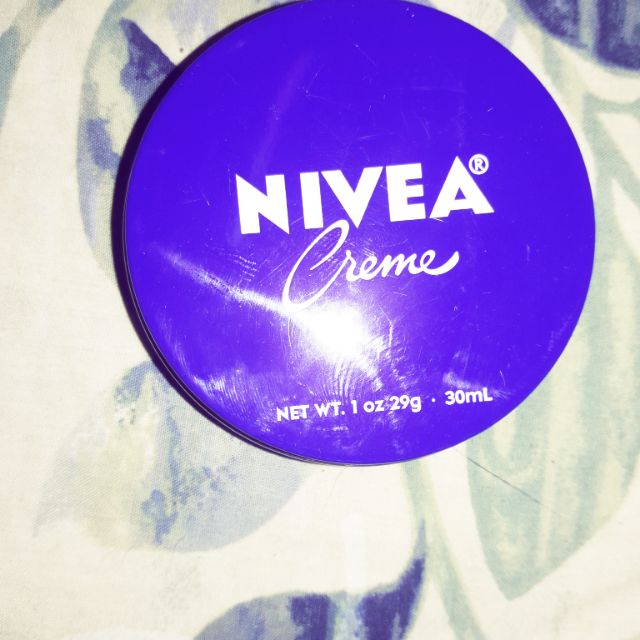 NIVEA®
Creme
NET WT. 1 oz 29g · 30mL